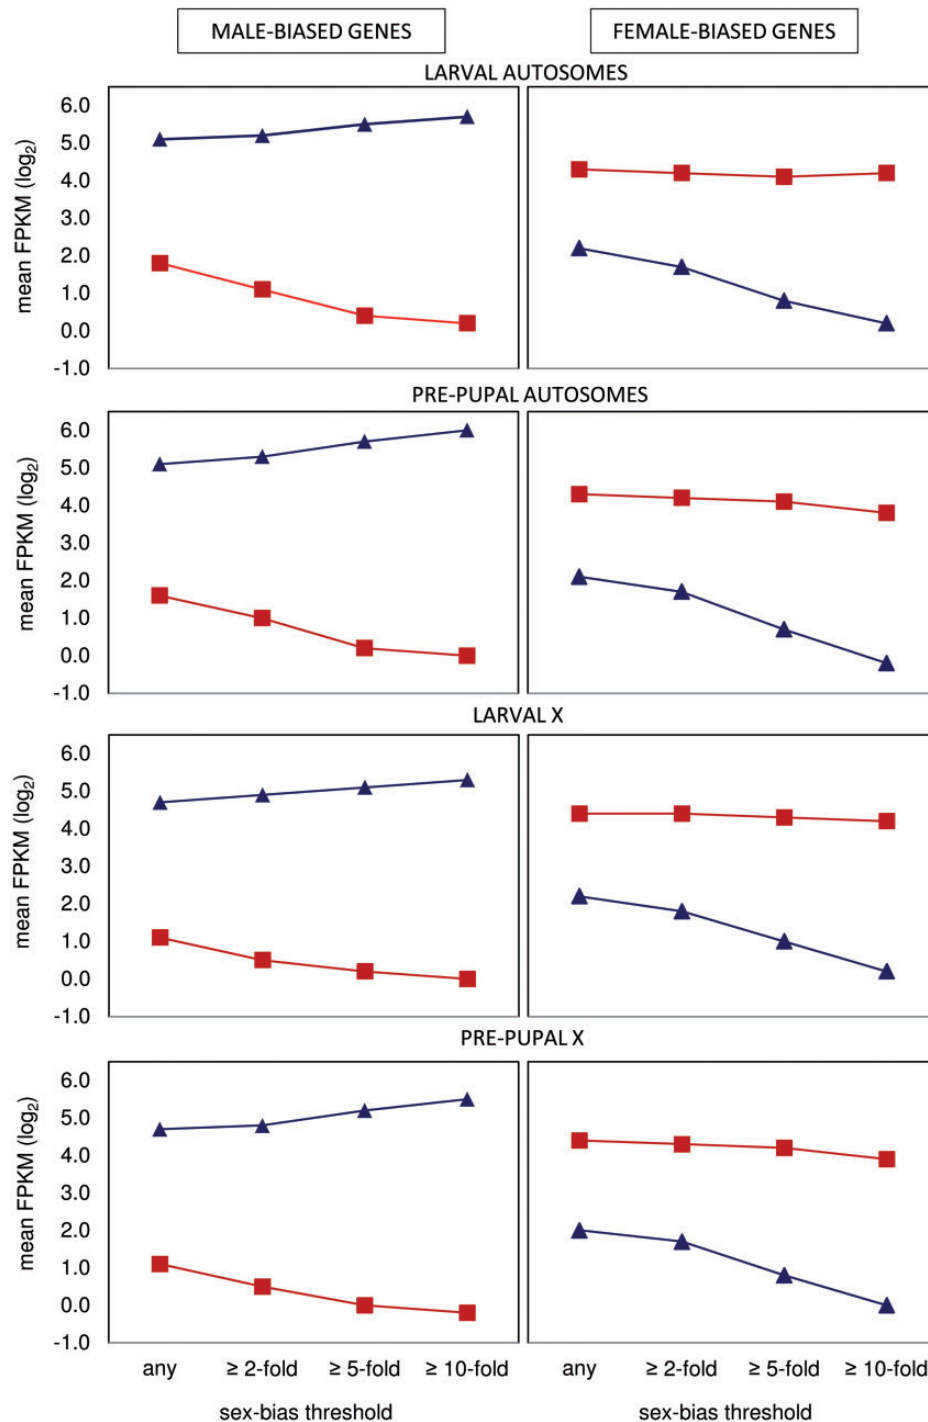 MALE-BIASED GENES
FEMALE-BIASED GENES
LARVAL AUTOSOMES
mean FPKM (log2)
6.0
5.0
4.0
3.0
2.0
1.0
0.0
-1.0
PRE-PUPAL AUTOSOMES
mean FPKM (log2)
6.0
5.0
4.0
3.0
2.0
1.0
0.0
-1.0
LARVAL X
mean FPKM (log2)
6.0
5.0
4.0
3.0
2.0
1.0
0.0
-1.0
PRE-PUPAL X
mean FPKM (log2)
6.0
5.0
4.0
3.0
2.0
1.0
0.0
-1.0
any ≥ 2-fold ≥ 5-fold ≥ 10-fold
any ≥ 2-fold ≥ 5-fold ≥ 10-fold
sex-bias threshold
sex-bias threshold